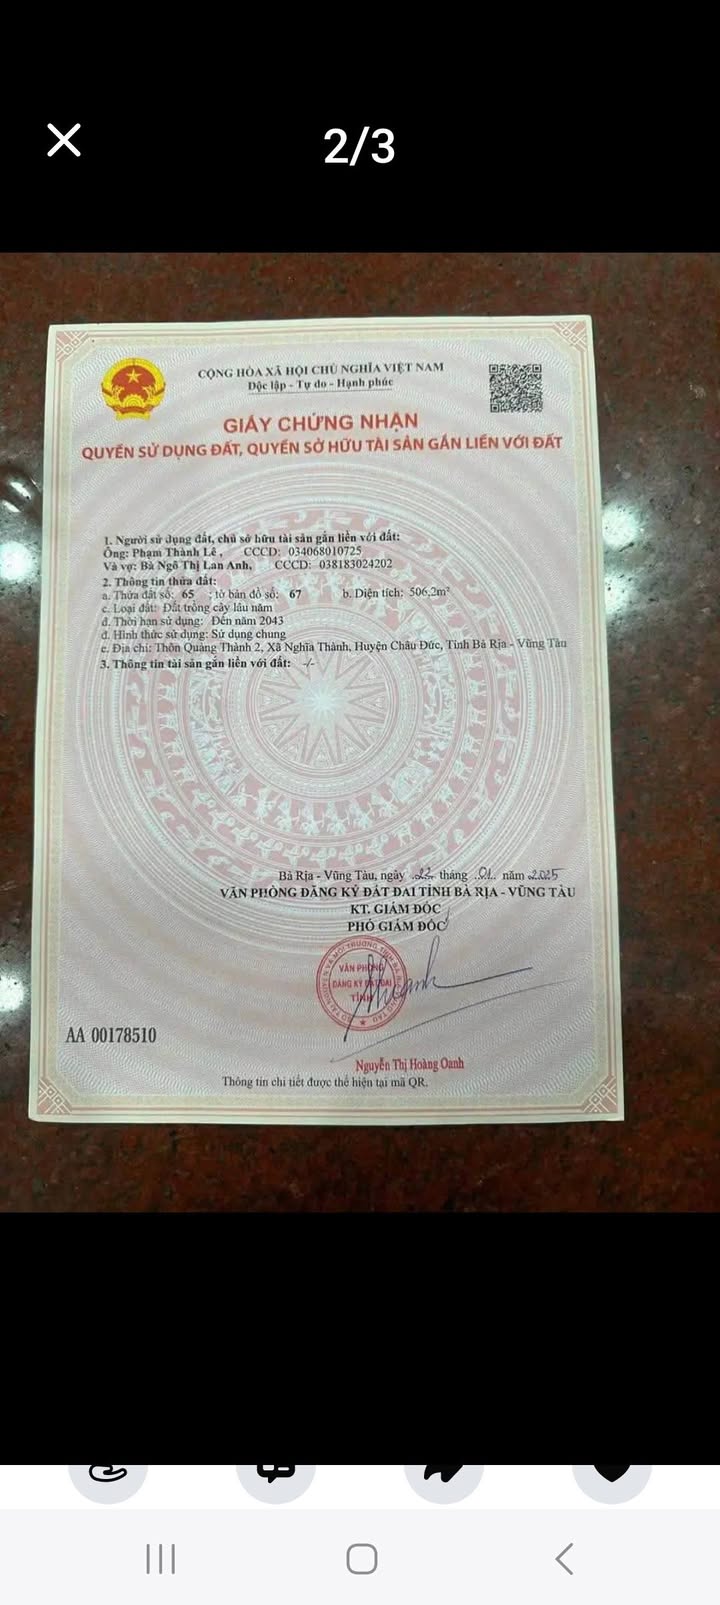 2/3
CỘNG HÒA XÃ HỘI CHỦ NGHĨA VIỆT NAM
Độc lập - Tự do - Hạnh phúc
GIẤY CHỨNG NHẬN
QUYỀN SỬ DỤNG ĐẤT, QUYỀN SỞ HỮU TÀI SẢN GẮN LIỀN VỚI ĐẤT
1. Người sử dụng đất, chủ sở hữu tài sản gắn liền với đất:
Ông: Phạm Thành Lê, CCCD: 034068010725
Và vợ: Bà Ngô Thị Lan Anh, CCCD: 038183024202
2. Thông tin thửa đất:
a. Thửa đất số: 65 ; tờ bản đồ số: 67 b. Diện tích: 506,2m²
c. Loại đất: Đất trồng cây lâu năm
d. Thời hạn sử dụng: Đến năm 2043
đ. Hình thức sử dụng: Sử dụng chung
e. Địa chỉ: Thôn Quảng Thành 2, Xã Nghĩa Thành, Huyện Châu Đức, Tỉnh Bà Rịa - Vũng Tàu
3. Thông tin tài sản gắn liền với đất: -/-
Bà Rịa - Vũng Tàu, ngày tháng 01 năm 2025
VĂN PHÒNG ĐĂNG KÝ ĐẤT ĐAI TỈNH BÀ RỊA - VŨNG TÀU
KT. GIÁM ĐỐC
PHÓ GIÁM ĐỐC
VĂN PHÒNG
ĐĂNG KÝ ĐẤT ĐAI
TỈNH
AA 00178510
Nguyễn Thị Hoàng Oanh
Thông tin chi tiết được thể hiện tại mã QR.